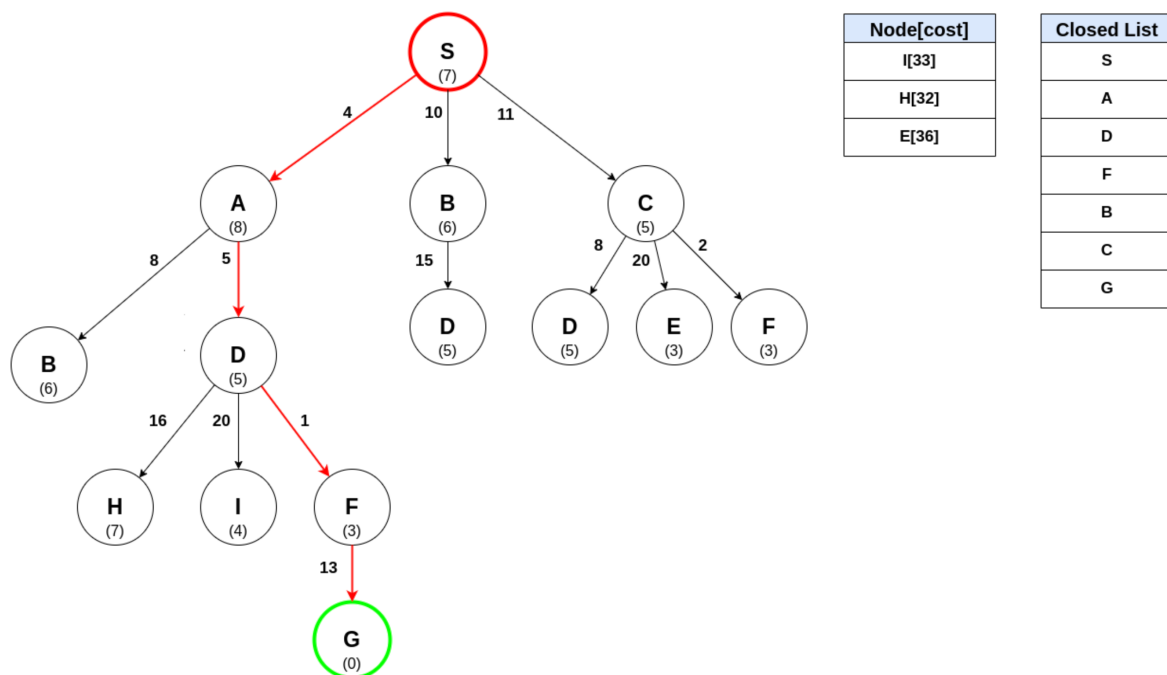 S
(7)
4
10
11
A
(8)
B
(6)
C
(5)
8
5
15
8
20
2
B
(6)
D
(5)
D
(5)
D
(5)
E
(3)
F
(3)
16
20
1
H
(7)
I
(4)
F
(3)
13
G
(0)
Node[cost]
I[33]
H[32]
E[36]
Closed List
S
A
D
F
B
C
G